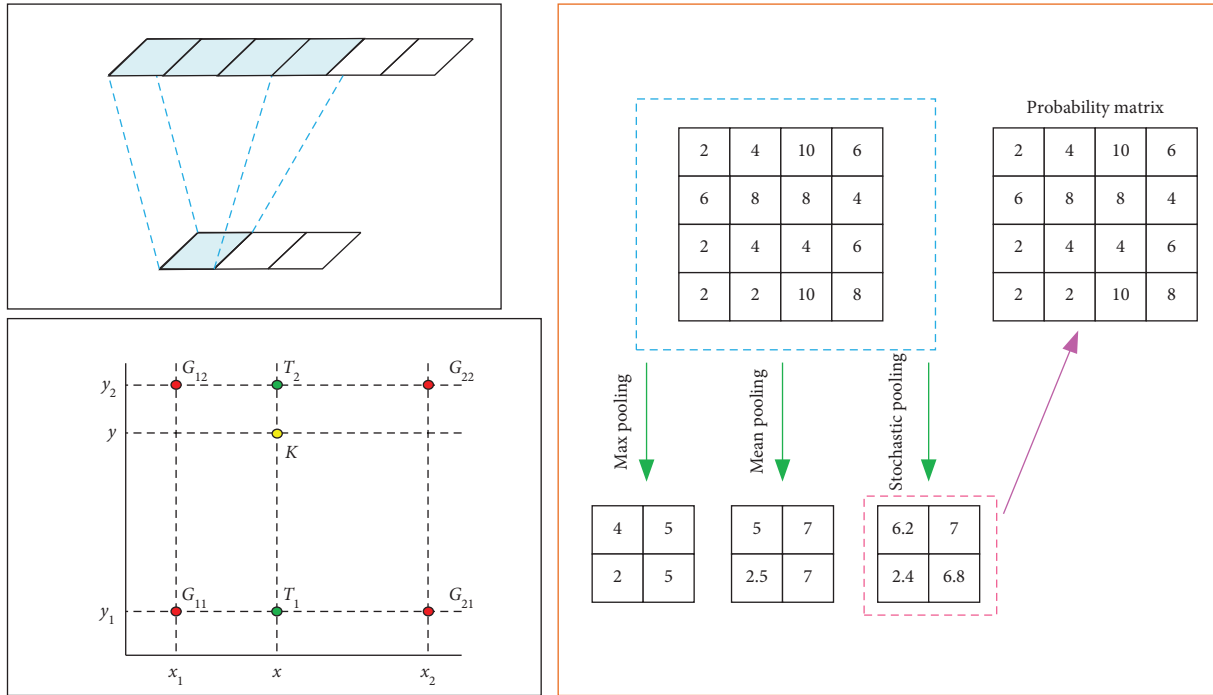 G12 T2 G22
y2
y
K
G11 T1 G21
y1
x1 x x2
Probability matrix
2 4 10 6
6 8 8 4
2 4 4 6
2 2 10 8
2 4 10 6
6 8 8 4
2 4 4 6
2 2 10 8
Max pooling
Mean pooling
Stochastic pooling
4 5
2 5
5 7
2.5 7
6.2 7
2.4 6.8